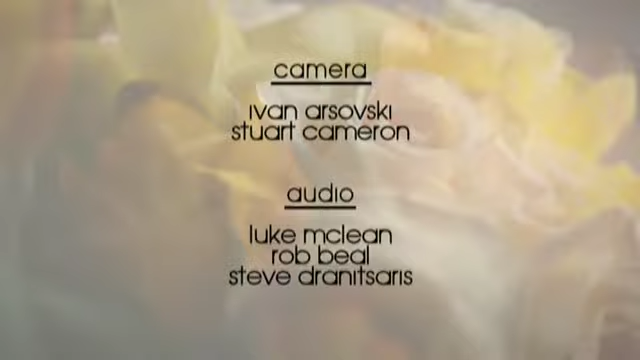 camera
ivan arsovski
stuart cameron
audio
luke mclean
rob beal
steve dranitsaris